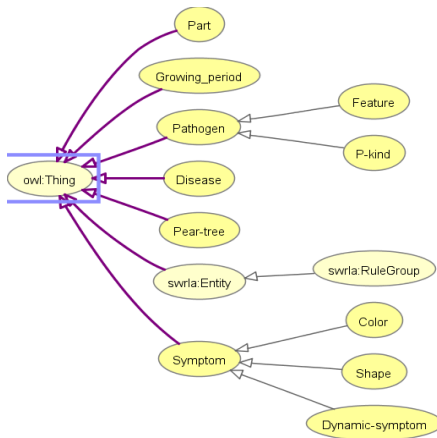 Part
Growing_period
Feature
Pathogen
P-kind
owl:Thing
Disease
Pear-tree
swrla:Entity
swrla:RuleGroup
Color
Symptom
Shape
Dynamic-symptom